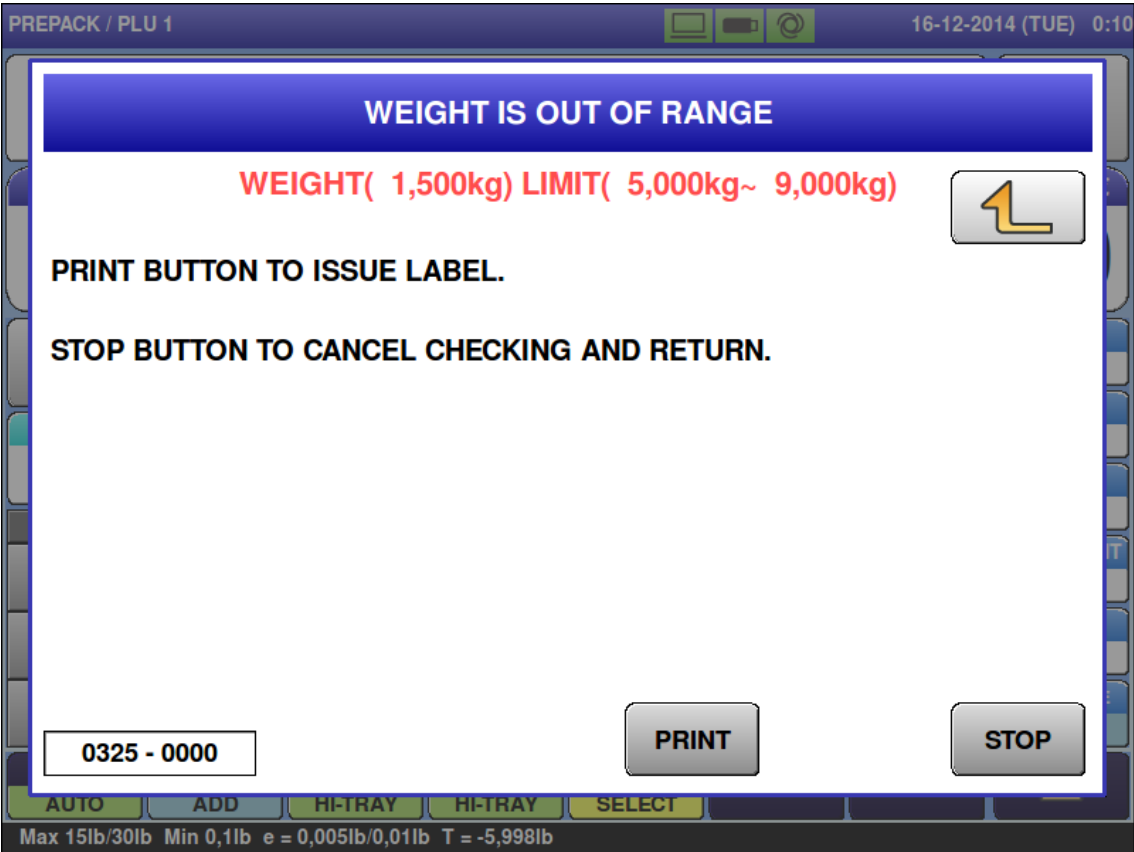 PREPACK / PLU 1
16-12-2014 (TUE) 0:10
WEIGHT IS OUT OF RANGE
WEIGHT( 1,500kg) LIMIT( 5,000kg~ 9,000kg)
PRINT BUTTON TO ISSUE LABEL.
STOP BUTTON TO CANCEL CHECKING AND RETURN.
0325 - 0000
PRINT
STOP
AUTO ADD HI-TRAY HI-TRAY SELECT
Max 15lb/30lb Min 0,1lb e = 0,005lb/0,01lb T = -5,998lb